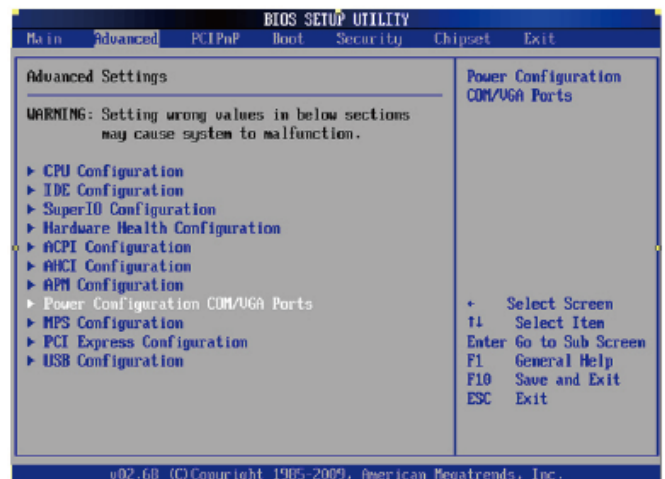 BIOS SETUP UTILITY
Main Advanced PCIPnP Boot Security Chipset Exit
Advanced Settings
WARNING: Setting wrong values in below sections
may cause system to malfunction.
▶ CPU Configuration
▶ IDE Configuration
▶ SuperIO Configuration
▶ Hardware Health Configuration
▶ ACPI Configuration
▶ AHCI Configuration
▶ APM Configuration
▶ Power Configuration COM/VGA Ports
▶ MPS Configuration
▶ PCI Express Configuration
▶ USB Configuration
Power Configuration
COM/VGA Ports
← Select Screen
↑↓ Select Item
Enter Go to Sub Screen
F1 General Help
F10 Save and Exit
ESC Exit
v02.68 (C)Copyright 1985-2009, American Megatrends, Inc.